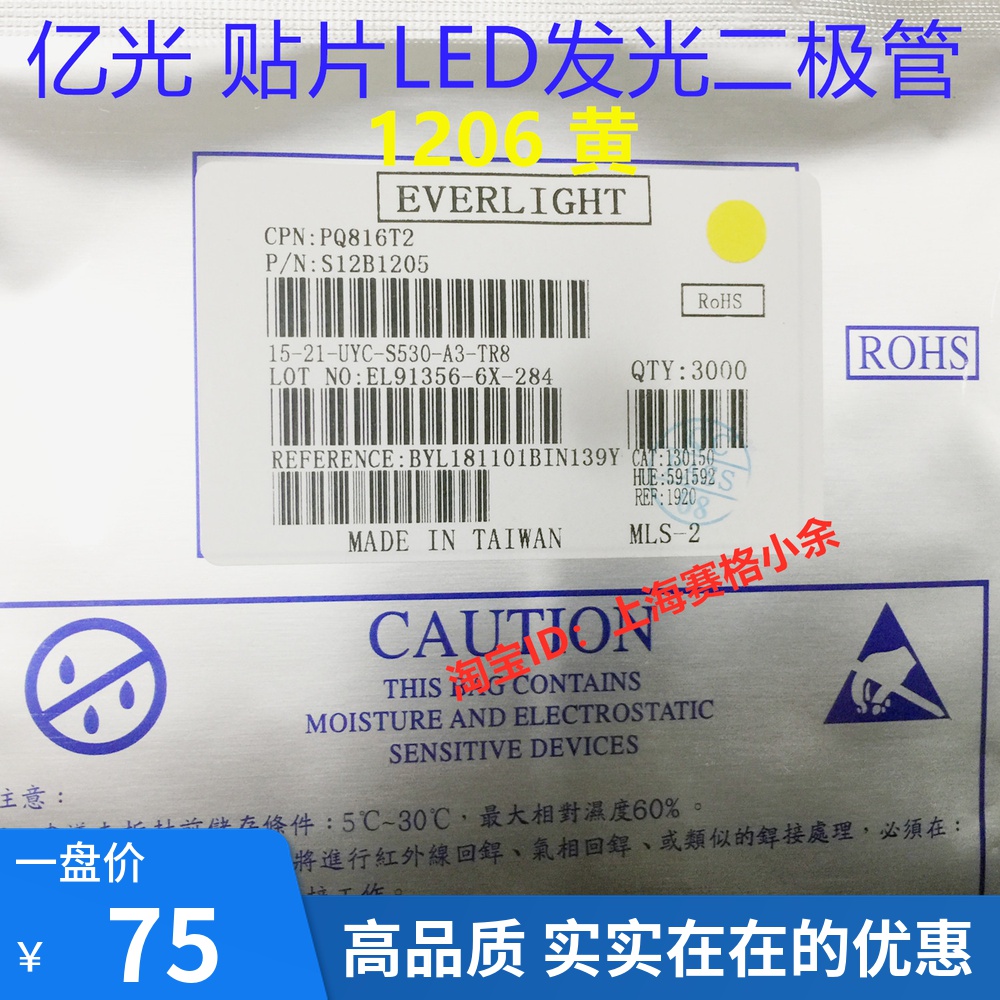 亿光 贴片LED发光二极管
1206 黄
EVERLIGHT
CPN:PQ816T2
P/N:S12B1205
RoHS
15-21-UYC-S530-A3-TR8
LOT NO:EL91356-6X-284
QTY:3000
ROHS
REFERENCE:BYL181101BIN139Y
CAT:130150
HUE:591592
REF:1920
MADE IN TAIWAN
MLS-2
淘宝ID：上海赛格小余
CAUTION
THIS BAG CONTAINS
MOISTURE AND ELECTROSTATIC
SENSITIVE DEVICES
注意：
儲存條件：5℃~30℃，最大相對濕度60%。
將進行紅外線回銲、氣相回銲、或類似的銲接處理，必須在：
一盘价
¥ 75
高品质 实实在在的优惠